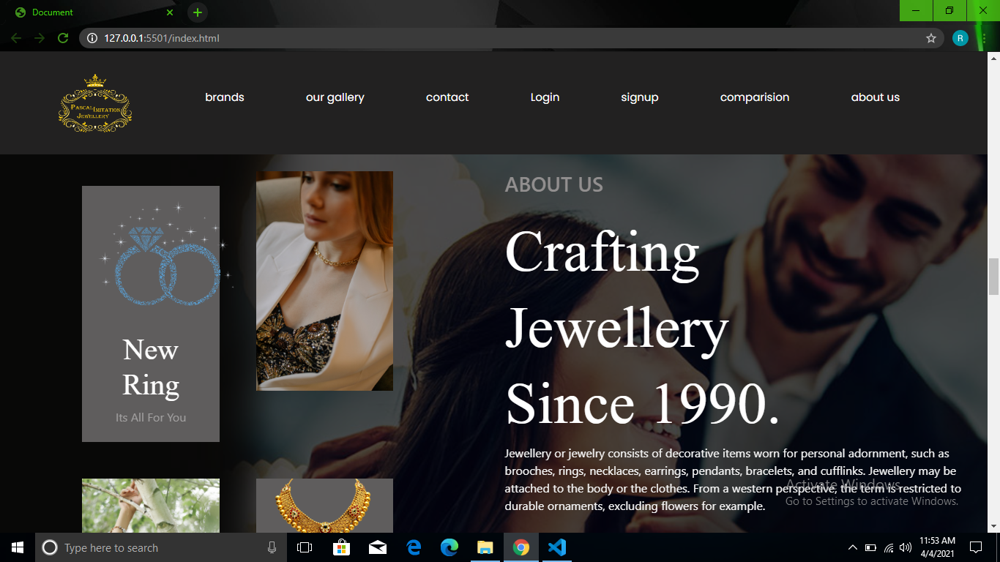 Document
127.0.0.1:5501/index.html
R
Pascal Imitation
Jewellery
brands
our gallery
contact
Login
signup
comparision
about us
New
Ring
Its All For You
ABOUT US
Crafting
Jewellery
Since 1990.
Jewellery or jewelry consists of decorative items worn for personal adornment, such as
brooches, rings, necklaces, earrings, pendants, bracelets, and cufflinks. Jewellery may be
attached to the body or the clothes. From a western perspective, the term is restricted to
durable ornaments, excluding flowers for example.
Activate Windows
Go to Settings to activate Windows.
Type here to search
11:53 AM
4/4/2021